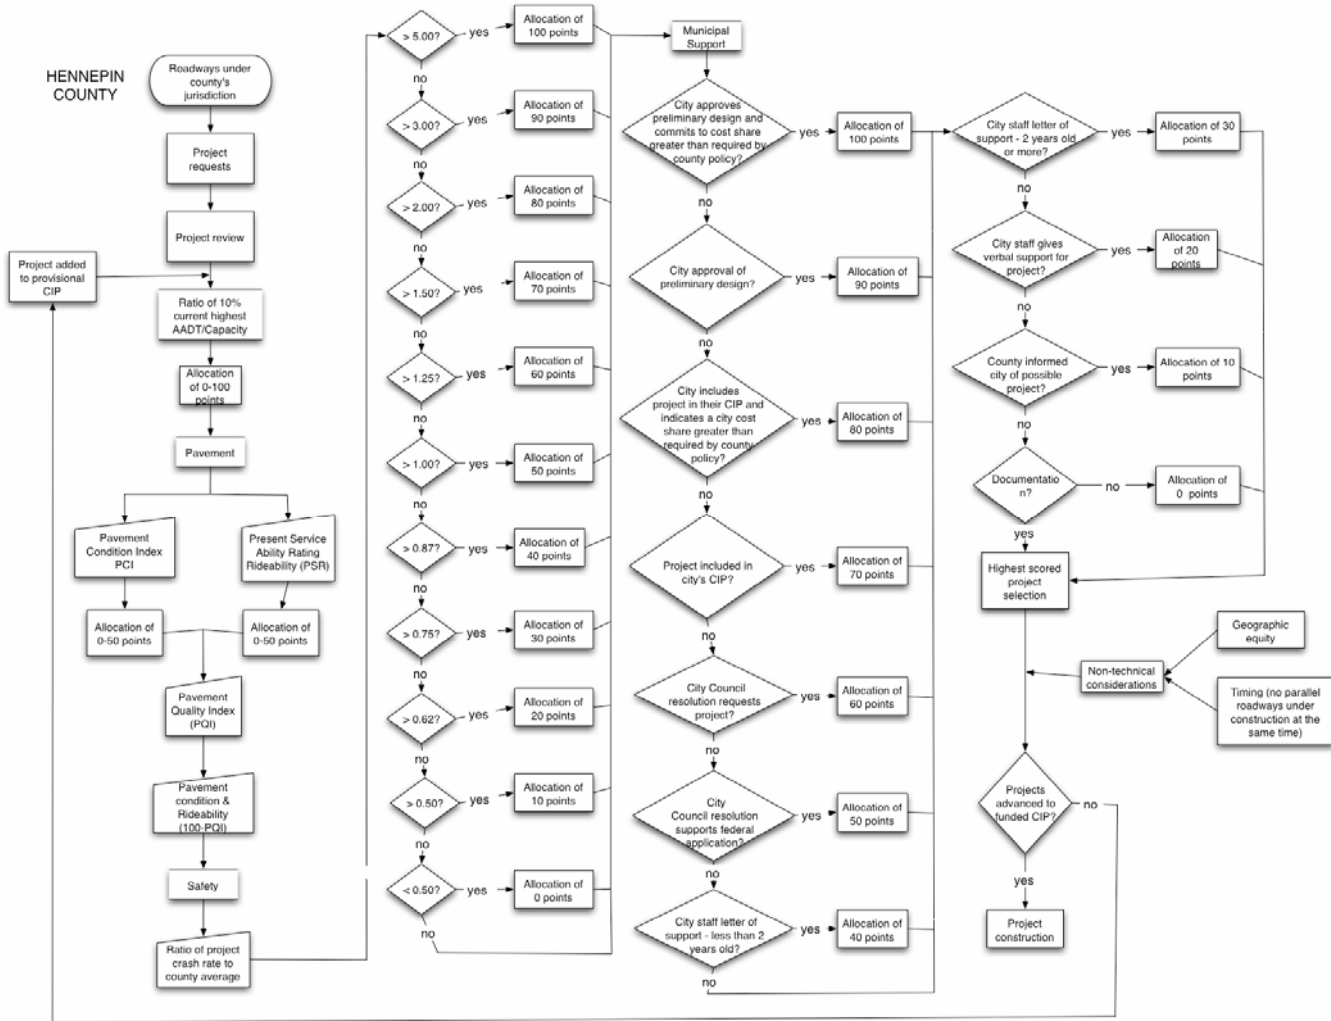 HENNEPIN
COUNTY
Roadways under
county's
jurisdiction
Project
requests
Project review
Project added
to provisional
CIP
Ratio of 10%
current highest
AADT/Capacity
Allocation
of 0-100
points
Pavement
Pavement
Condition Index
PCI
Present Service
Ability Rating
Rideability (PSR)
Allocation of
0-50 points
Allocation of
0-50 points
Pavement
Quality Index
(PQI)
Pavement
condition &
Rideability
(100-PQI)
Safety
Ratio of project
crash rate to
county average
> 5.00?
yes
Allocation of
100 points
no
> 3.00?
yes
Allocation of
90 points
no
> 2.00?
yes
Allocation of
80 points
no
> 1.50?
yes
Allocation of
70 points
no
> 1.25?
yes
Allocation of
60 points
no
> 1.00?
yes
Allocation of
50 points
no
> 0.87?
yes
Allocation of
40 points
no
> 0.75?
yes
Allocation of
30 points
no
> 0.62?
yes
Allocation of
20 points
no
> 0.50?
yes
Allocation of
10 points
no
< 0.50?
yes
Allocation of
0 points
no
Municipal
Support
City approves
preliminary design and
commits to cost share
greater than required by
county policy?
yes
Allocation of
100 points
no
City approval of
preliminary design?
yes
Allocation of
90 points
no
City includes
project in their CIP and
indicates a city cost
share greater than
required by county
policy?
yes
Allocation of
80 points
no
Project included in
city's CIP?
yes
Allocation of
70 points
no
City Council
resolution requests
project?
yes
Allocation of
60 points
no
City
Council resolution
supports federal
application?
yes
Allocation of
50 points
no
City staff letter of
support - less than 2
years old?
yes
Allocation of
40 points
no
City staff letter of
support - 2 years old
or more?
yes
Allocation of 30
points
no
City staff gives
verbal support for
project?
yes
Allocation
of 20
points
no
County informed
city of possible
project?
yes
Allocation of 10
points
no
Documentatio
n?
no
Allocation of
0 points
yes
Highest scored
project
selection
Geographic
equity
Non-technical
considerations
Timing (no parallel
roadways under
construction at the
same time)
Projects
advanced to
funded CIP?
no
yes
Project
construction